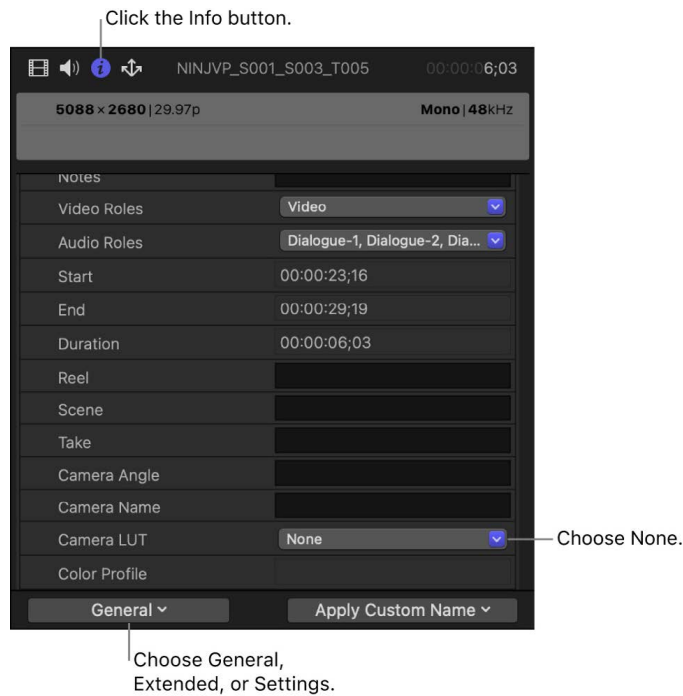 Click the Info button.
NINJVP_S001_S003_T005 00:00:06;03
5088 × 2680 | 29.97p Mono | 48kHz
Notes
Video Roles Video
Audio Roles Dialogue-1, Dialogue-2, Dia...
Start 00:00:23;16
End 00:00:29;19
Duration 00:00:06;03
Reel
Scene
Take
Camera Angle
Camera Name
Camera LUT None
Choose None.
Color Profile
General Apply Custom Name
Choose General,
Extended, or Settings.